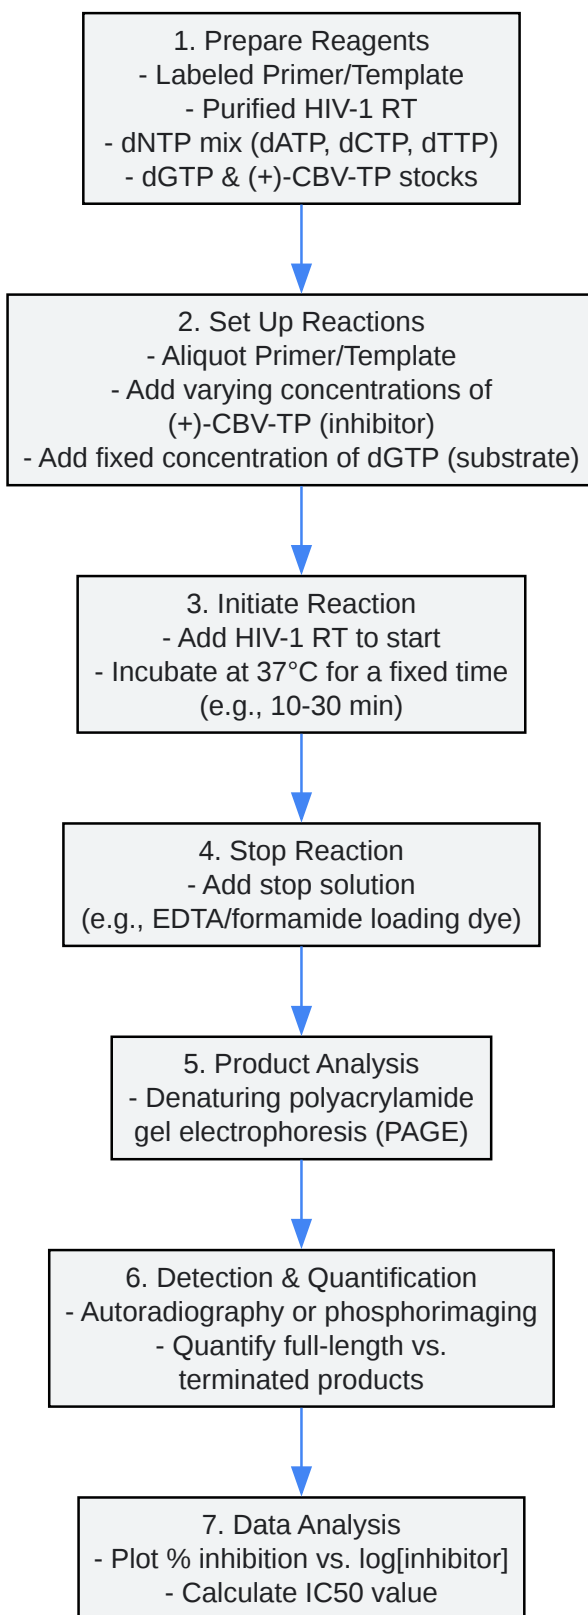 1. Prepare Reagents
- Labeled Primer/Template
- Purified HIV-1 RT
- dNTP mix (dATP, dCTP, dTTP)
- dGTP & (+)-CBV-TP stocks
2. Set Up Reactions
- Aliquot Primer/Template
- Add varying concentrations of
(+)-CBV-TP (inhibitor)
- Add fixed concentration of dGTP (substrate)
3. Initiate Reaction
- Add HIV-1 RT to start
- Incubate at 37°C for a fixed time
(e.g., 10-30 min)
4. Stop Reaction
- Add stop solution
(e.g., EDTA/formamide loading dye)
5. Product Analysis
- Denaturing polyacrylamide
gel electrophoresis (PAGE)
6. Detection & Quantification
- Autoradiography or phosphorimaging
- Quantify full-length vs.
terminated products
7. Data Analysis
- Plot % inhibition vs. log[inhibitor]
- Calculate IC50 value